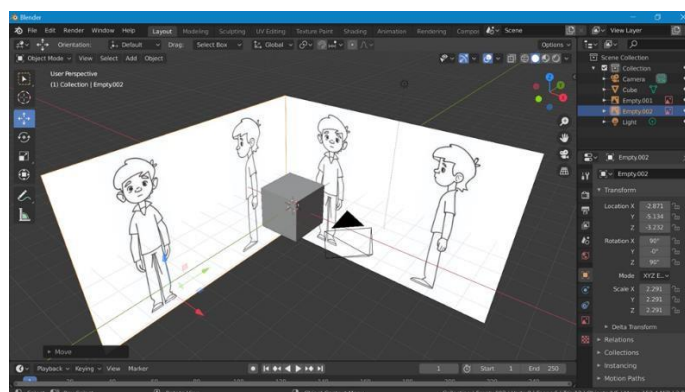 Blender
File Edit Render Window Help Layout Modeling Sculpting UV Editing Texture Paint Shading Animation Rendering Compos Scene View Layer
Orientation: Default Drag: Select Box Global Options
Object Mode View Select Add Object
User Perspective
(1) Collection | Empty.002
Scene Collection
Collection
Camera
Cube
Empty.001
Empty.002
Light
Empty.002
Empty.002
Transform
Location X -2.871
Y -5.134
Z -3.232
Rotation X 90°
Y -0°
Z 90°
Mode XYZ E...
Scale X 2.291
Y 2.291
Z 2.291
Delta Transform
Relations
Collections
Instancing
Motion Paths
Move
Playback Keying View Marker 1 Start 1 End 250